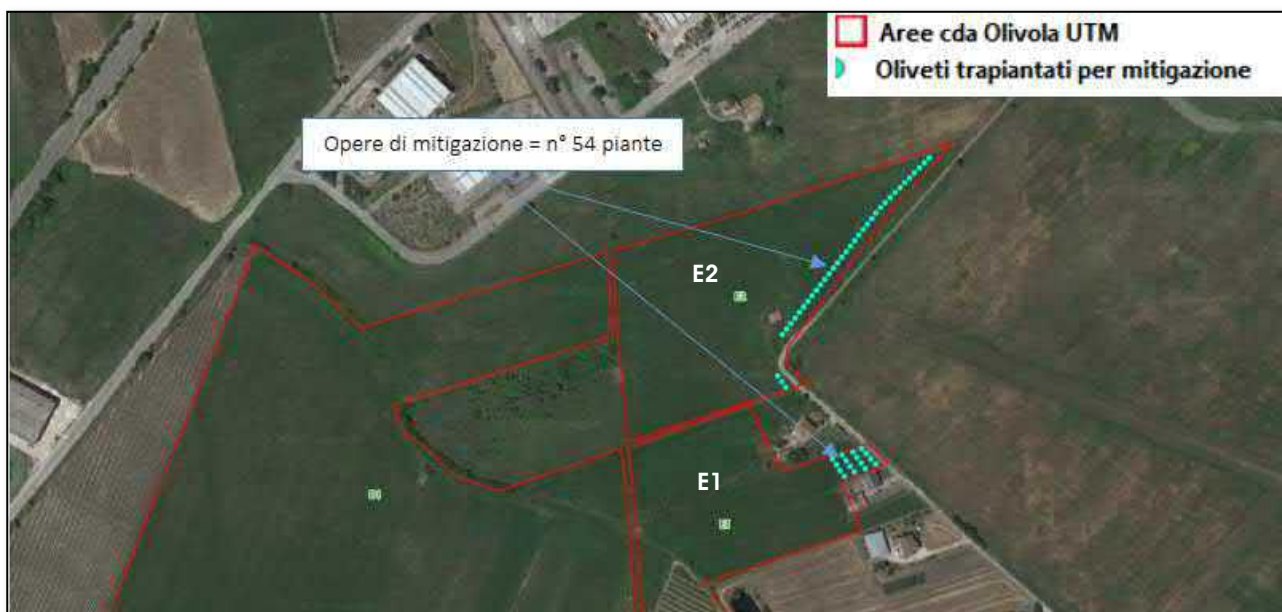 Aree cda Olivola UTM
Oliveti trapiantati per mitigazione
Opere di mitigazione = n° 54 piante
E2
E1